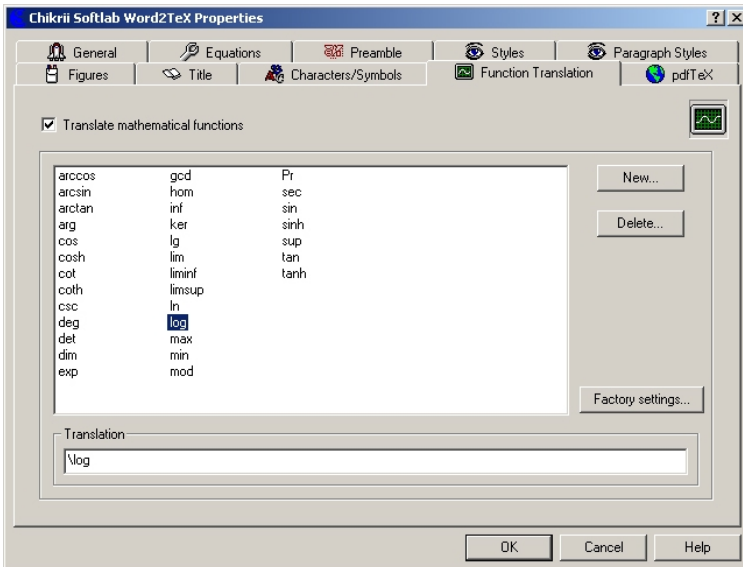 Chikrii Softlab Word2TeX Properties
General Equations Preamble Styles Paragraph Styles
Figures Title Characters/Symbols Function Translation pdfTeX
Translate mathematical functions
arccos gcd Pr
arcsin hom sec
arctan inf sin
arg ker sinh
cos lg sup
cosh lim tan
cot liminf tanh
coth limsup
csc ln
deg log
det max
dim min
exp mod
New...
Delete...
Factory settings...
Translation
\log
OK Cancel Help